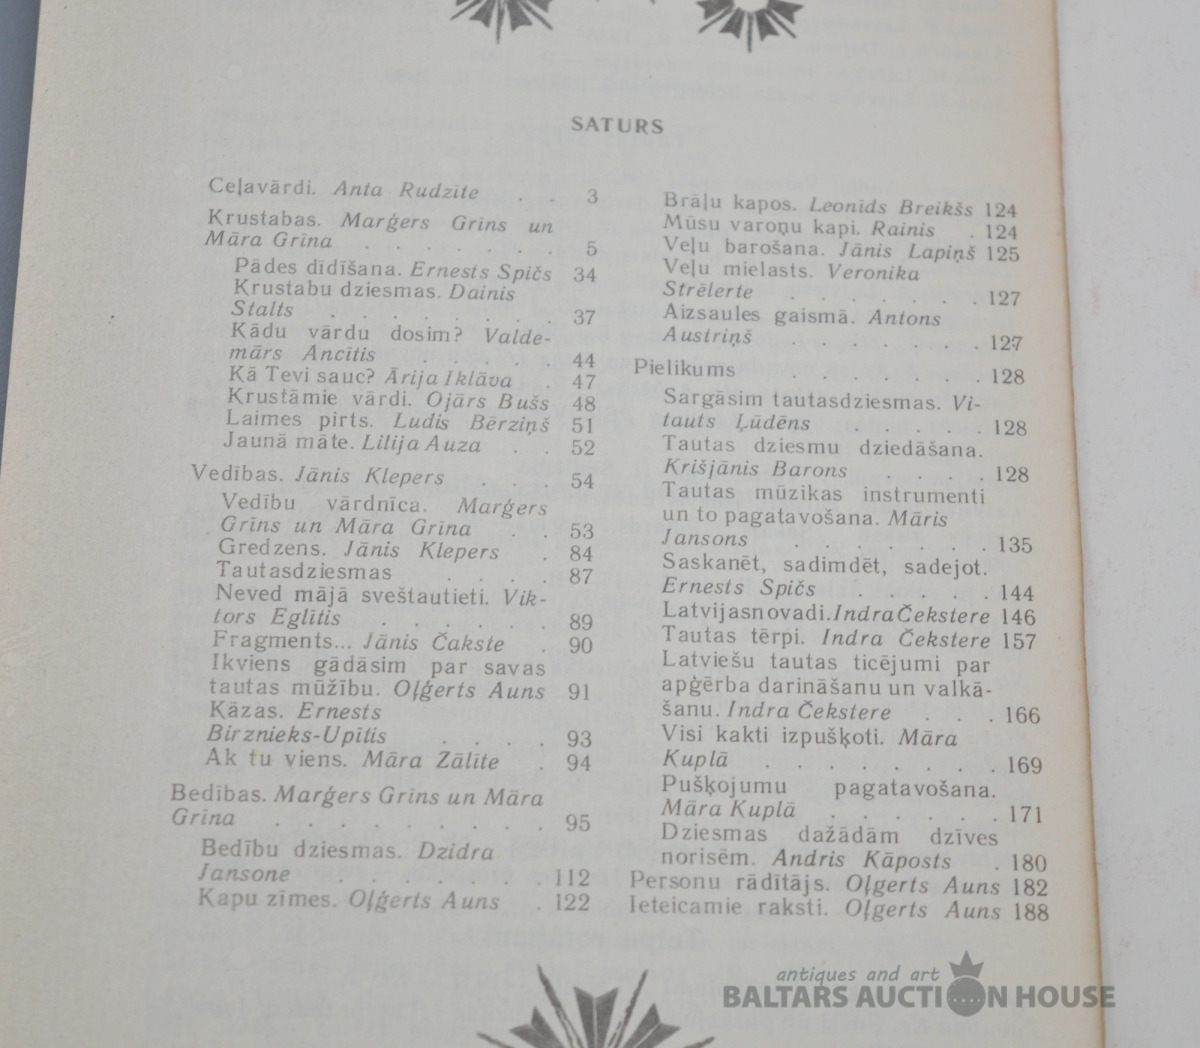 SATURS
Ceļavārdi. Anta Rudzīte . . 3
Krustabas. Marģers Grīns un
Māra Grīna . . . . . . . 5
Pādes dīdīšana. Ernests Spičs 34
Krustabu dziesmas. Dainis
Stalts . . . . . . . . 37
Kādu vārdu dosim? Valde-
mārs Ancītis . . . . . 44
Kā Tevi sauc? Ārija Iklāva . 47
Krustāmie vārdi. Ojārs Bušs 48
Laimes pirts. Ludis Bērziņš 51
Jaunā māte. Lilija Auza . . 52
Vedības. Jānis Klepers . . . 54
Vedību vārdnīca. Marģers
Grīns un Māra Grīna . . 53
Gredzens. Jānis Klepers . 84
Tautasdziesmas . . . . 87
Neved mājā sveštautieti. Vik-
tors Eglītis . . . . . . 89
Fragments... Jānis Čakste . 90
Ikviens gādāsim par savas
tautas mūžību. Oļģerts Auns 91
Kāzas. Ernests
Birznieks-Upītis . . . . 93
Ak tu viens. Māra Zālīte . 94
Bedības. Marģers Grīns un Māra
Grīna . . . . . . . . . 95
Bedību dziesmas. Dzidra
Jansone . . . . . . . 112
Kapu zīmes. Oļģerts Auns . 122
Brāļu kapos. Leonīds Breikšs 124
Mūsu varoņu kapi. Rainis . 124
Veļu barošana. Jānis Lapiņš 125
Veļu mielasts. Veronika
Strēlerte . . . . . . . 127
Aizsaules gaismā. Antons
Austriņš . . . . . . . 127
Pielikums . . . . . . . 128
Sargāsim tautasdziesmas. Vi-
tauts Ļūdēns . . . . . 128
Tautas dziesmu dziedāšana.
Krišjānis Barons . . . . 128
Tautas mūzikas instrumenti
un to pagatavošana. Māris
Jansons . . . . . . . 135
Saskanēt, sadimdēt, sadejot.
Ernests Spičs . . . . . 144
Latvijasnovadi. Indra Čekstere 146
Tautas tērpi. Indra Čekstere 157
Latviešu tautas ticējumi par
apģērba darināšanu un valkā-
šanu. Indra Čekstere . . . 166
Visi kakti izpušķoti. Māra
Kuplā . . . . . . . . 169
Pušķojumu pagatavošana.
Māra Kuplā . . . . . . 171
Dziesmas dažādām dzīves
norisēm. Andris Kāposts . 180
Personu rādītājs. Oļgerts Auns 182
Ieteicamie raksti. Oļgerts Auns 188
antiques and art
BALTARS AUCTION HOUSE